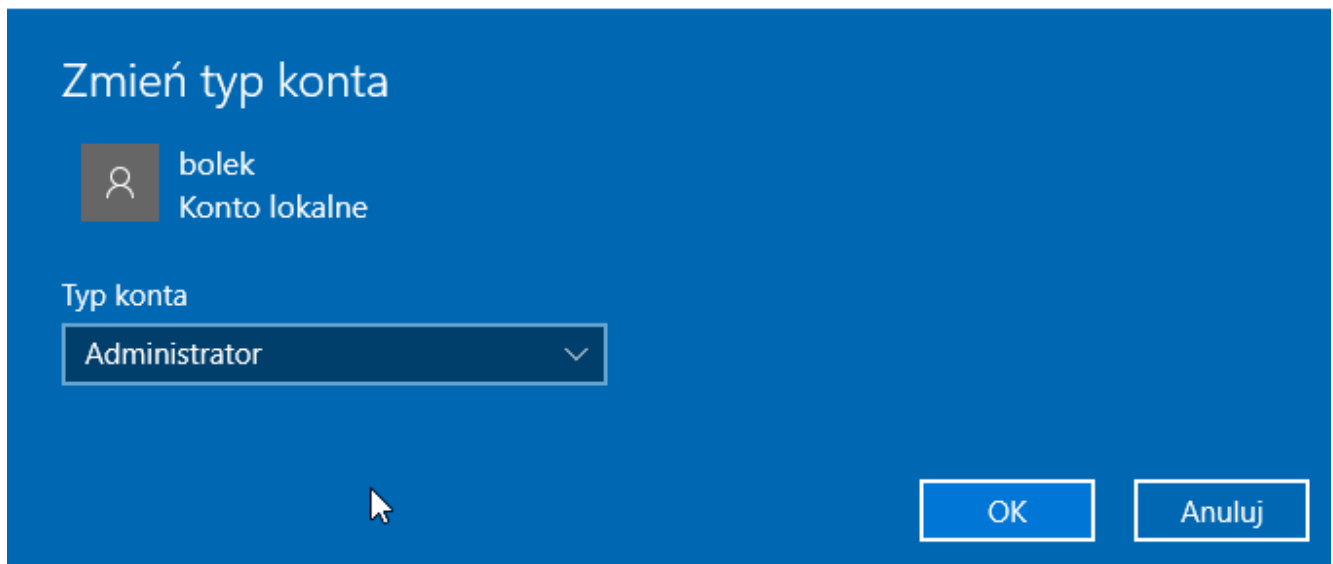 Zmień typ konta
bolek
Konto lokalne
Typ konta
Administrator
OK
Anuluj